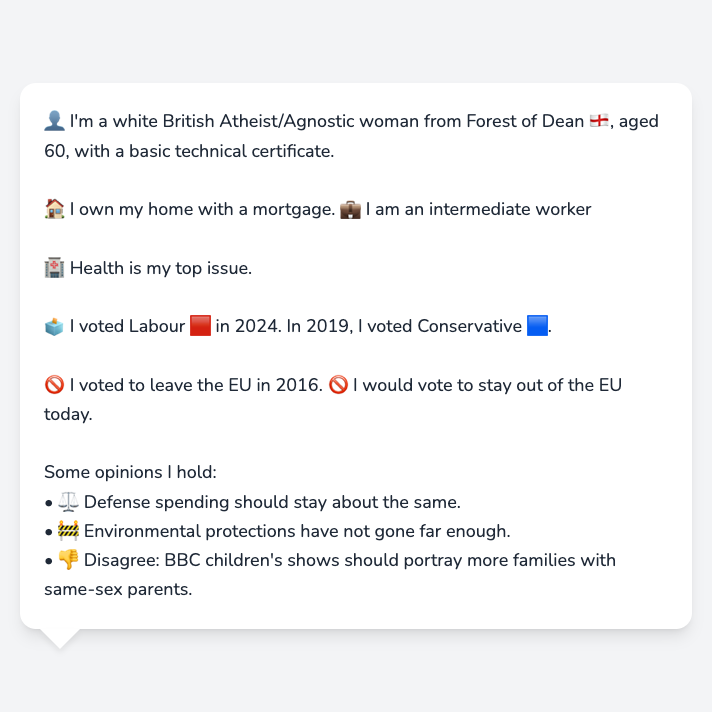 👤 I'm a white British Atheist/Agnostic woman from Forest of Dean 🏴󠁧󠁢󠁥󠁮󠁧󠁿, aged
60, with a basic technical certificate.
🏠 I own my home with a mortgage. 💼 I am an intermediate worker
🏥 Health is my top issue.
🗳️ I voted Labour 🟥 in 2024. In 2019, I voted Conservative 🟦.
🚫 I voted to leave the EU in 2016. 🚫 I would vote to stay out of the EU
today.
Some opinions I hold:
• ⚖️ Defense spending should stay about the same.
• 🚧 Environmental protections have not gone far enough.
• 👎 Disagree: BBC children's shows should portray more families with
same-sex parents.